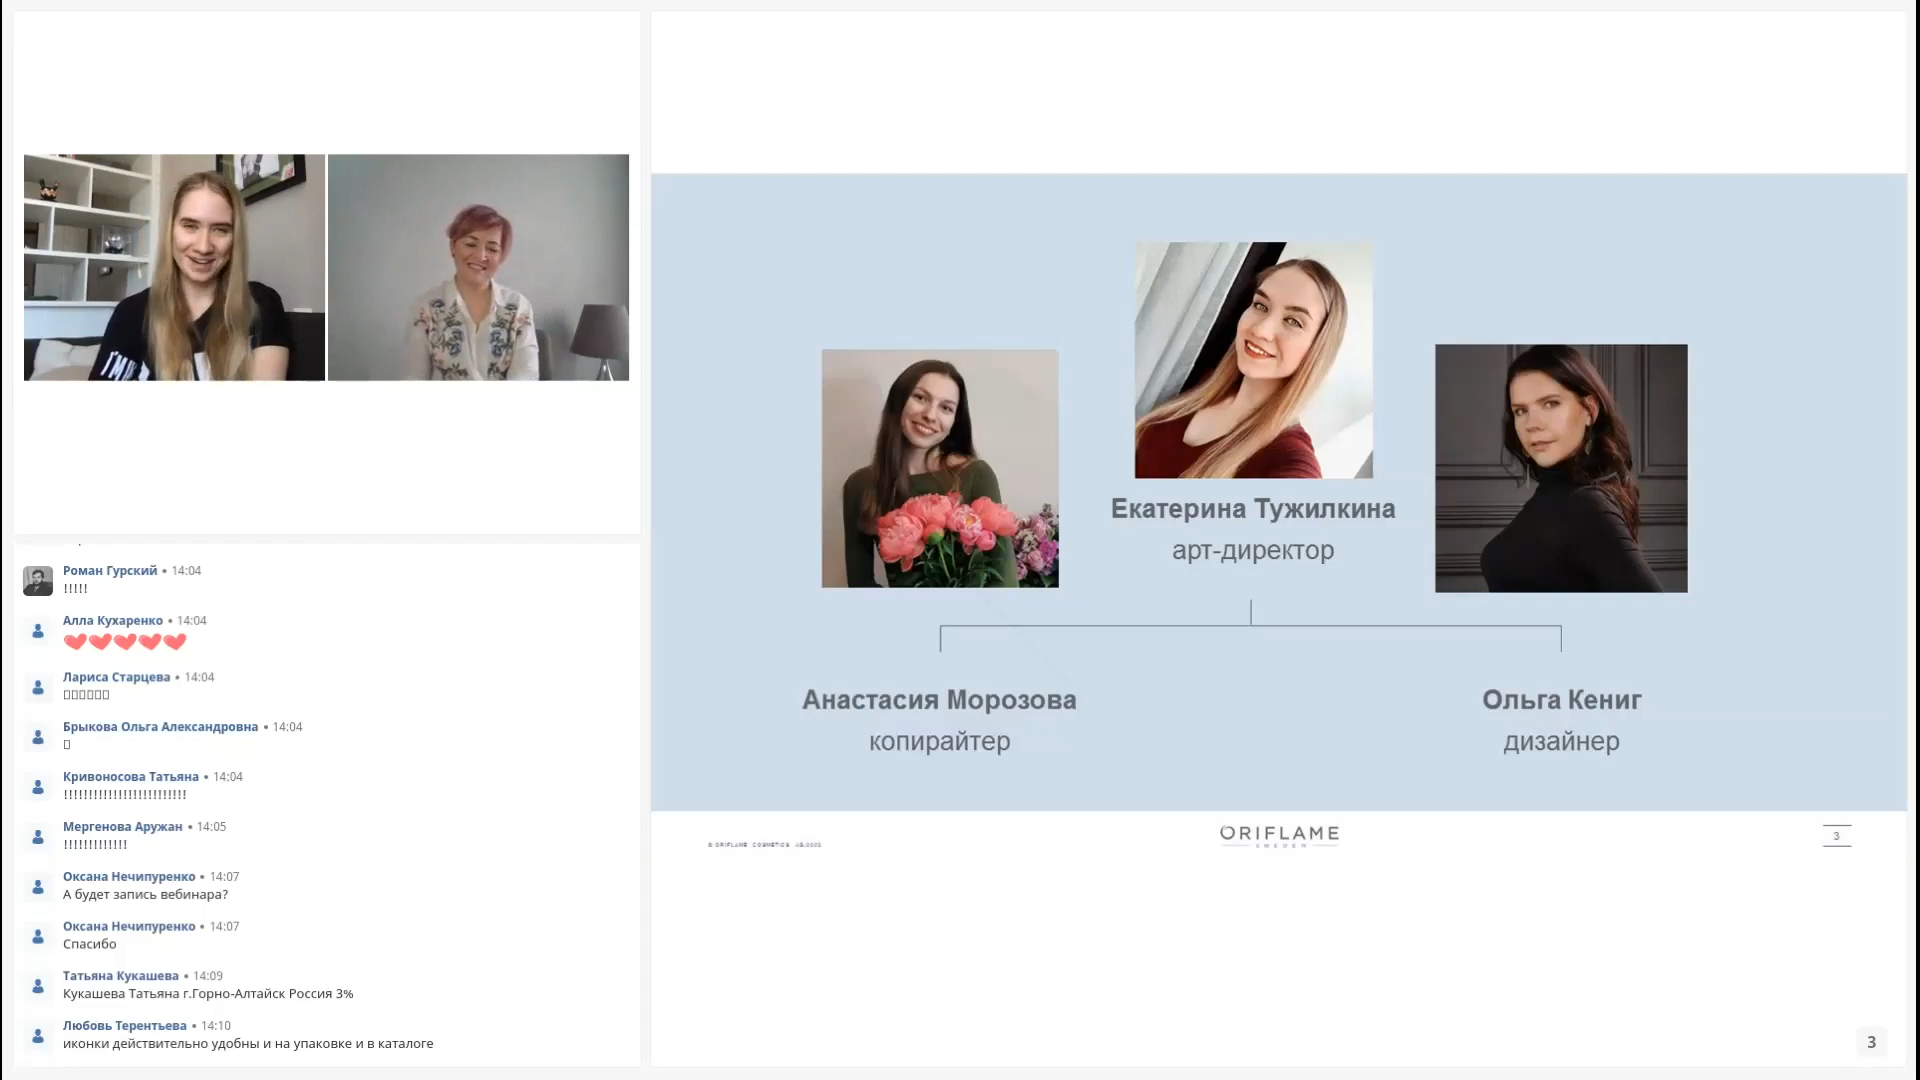 Роман Гурский • 14:04
!!!!!
Алла Кухаренко • 14:04
Лариса Старцева • 14:04
Брыкова Ольга Александровна • 14:04
Кривоносова Татьяна • 14:04
!!!!!!!!!!!!!!!!!!!!!!!!!
Мергенова Аружан • 14:05
!!!!!!!!!!!!!
Оксана Нечипуренко • 14:07
А будет запись вебинара?
Оксана Нечипуренко • 14:07
Спасибо
Татьяна Кукашева • 14:09
Кукашева Татьяна г.Горно-Алтайск Россия 3%
Любовь Терентьева • 14:10
иконки действительно удобны и на упаковке и в каталоге
Екатерина Тужилкина
арт-директор
Анастасия Морозова
копирайтер
Ольга Кениг
дизайнер
© ORIFLAME COSMETICS
ORIFLAME
SWEDEN
3
3